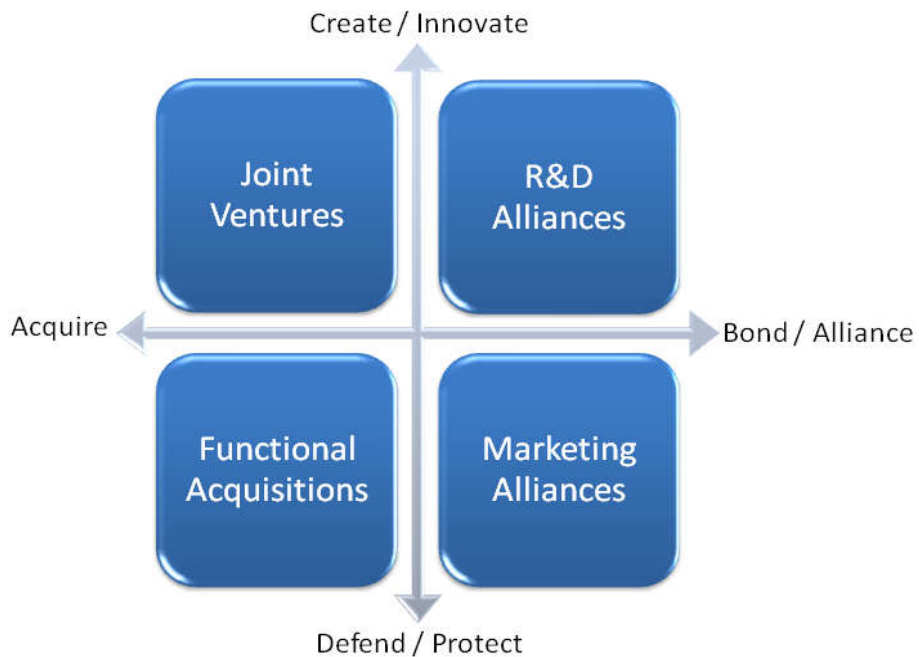 Create / Innovate
Joint
Ventures
R&D
Alliances
Acquire
Bond / Alliance
Functional
Acquisitions
Marketing
Alliances
Defend / Protect